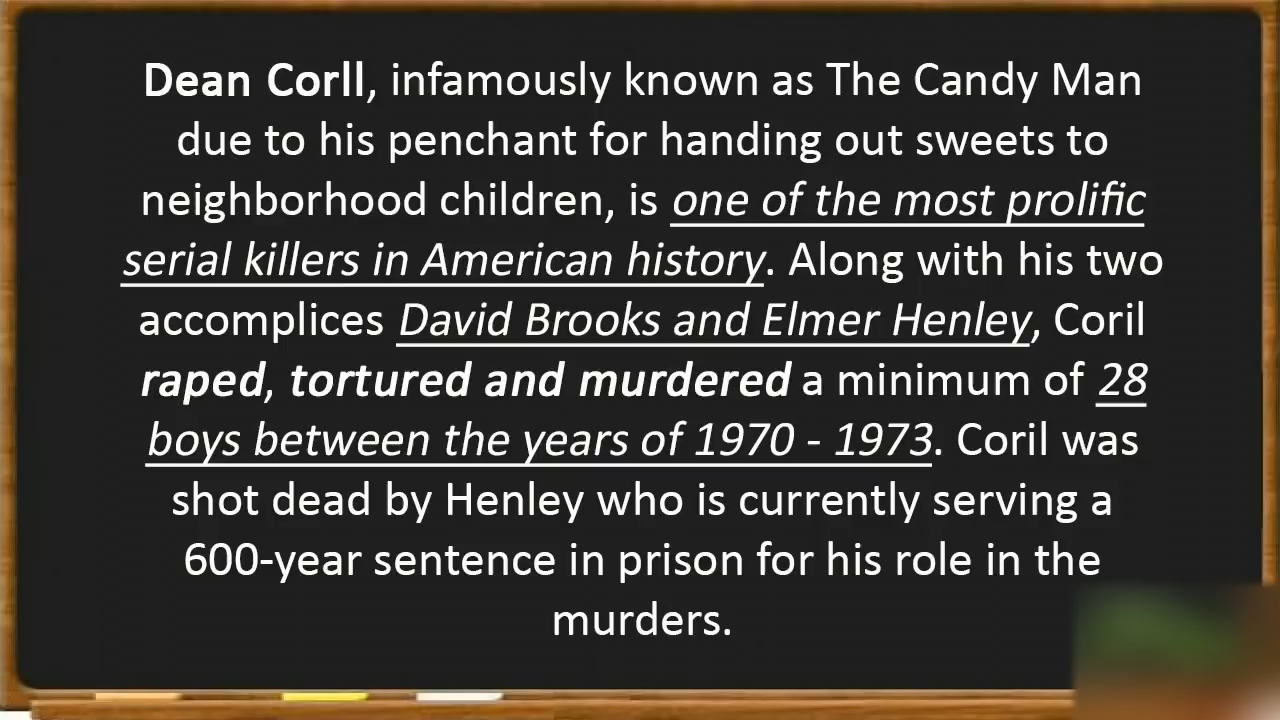 Dean Corll, infamously known as The Candy Man
due to his penchant for handing out sweets to
neighborhood children, is one of the most prolific
serial killers in American history. Along with his two
accomplices David Brooks and Elmer Henley, Coril
raped, tortured and murdered a minimum of 28
boys between the years of 1970 - 1973. Coril was
shot dead by Henley who is currently serving a
600-year sentence in prison for his role in the
murders.